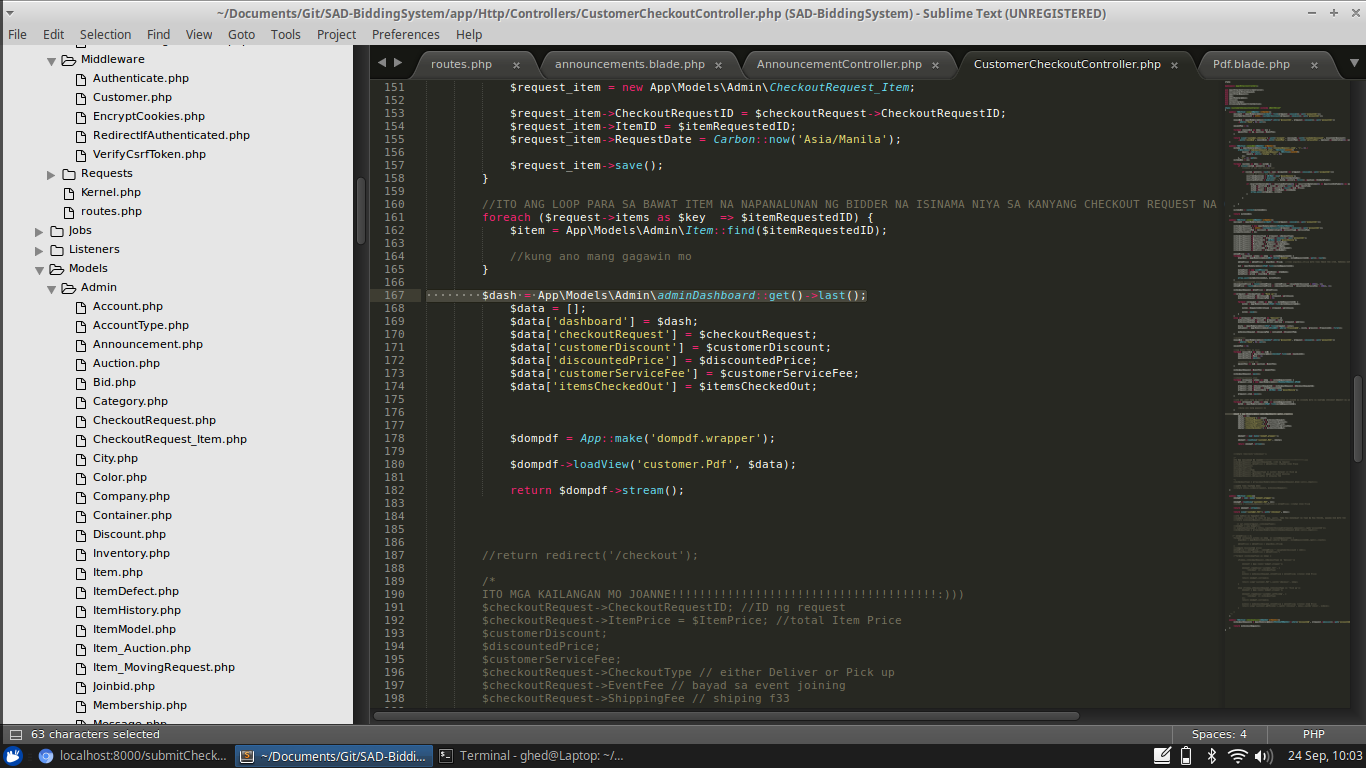 ~/Documents/Git/SAD-BiddingSystem/app/Http/Controllers/CustomerCheckoutController.php (SAD-BiddingSystem) - Sublime Text (UNREGISTERED)
File Edit Selection Find View Goto Tools Project Preferences Help
Middleware
Authenticate.php
Customer.php
EncryptCookies.php
RedirectIfAuthenticated.php
VerifyCsrfToken.php
Requests
Kernel.php
routes.php
Jobs
Listeners
Models
Admin
Account.php
AccountType.php
Announcement.php
Auction.php
Bid.php
Category.php
CheckoutRequest.php
CheckoutRequest_Item.php
City.php
Color.php
Company.php
Container.php
Discount.php
Inventory.php
Item.php
ItemDefect.php
ItemHistory.php
ItemModel.php
Item_Auction.php
Item_MovingRequest.php
Joinbid.php
Membership.php
Message.php
routes.php × announcements.blade.php × AnnouncementController.php × CustomerCheckoutController.php × Pdf.blade.php ×
151 $request_item = new App\Models\Admin\CheckoutRequest_Item;
152
153 $request_item->CheckoutRequestID = $checkoutRequest->CheckoutRequestID;
154 $request_item->ItemID = $itemRequestedID;
155 $request_item->RequestDate = Carbon::now('Asia/Manila');
156
157 $request_item->save();
158 }
159
160 //ITO ANG LOOP PARA SA BAWAT ITEM NA NAPANALUNAN NG BIDDER NA ISINAMA NIYA SA KANYANG CHECKOUT REQUEST NA
161 foreach ($request->items as $key  => $itemRequestedID) {
162 $item = App\Models\Admin\Item::find($itemRequestedID);
163
164 //kung ano mang gagawin mo
165 }
166
167 $dash = App\Models\Admin\adminDashboard::get()->last();
168 $data = [];
169 $data['dashboard'] = $dash;
170 $data['checkoutRequest'] = $checkoutRequest;
171 $data['customerDiscount'] = $customerDiscount;
172 $data['discountedPrice'] = $discountedPrice;
173 $data['customerServiceFee'] = $customerServiceFee;
174 $data['itemsCheckedOut'] = $itemsCheckedOut;
175
176
177
178 $dompdf = App::make('dompdf.wrapper');
179
180 $dompdf->loadView('customer.Pdf', $data);
181
182 return $dompdf->stream();
183
184
185
186
187 //return redirect('/checkout');
188
189 /*
190 ITO MGA KAILANGAN MO JOANNE!!!!!!!!!!!!!!!!!!!!!!!!!!!!!!!!!!!!!!:)))
191 $checkoutRequest->CheckoutRequestID; //ID ng request
192 $checkoutRequest->ItemPrice = $ItemPrice; //total Item Price
193 $customerDiscount;
194 $discountedPrice;
195 $customerServiceFee;
196 $checkoutRequest->CheckoutType // either Deliver or Pick up
197 $checkoutRequest->EventFee // bayad sa event joining
198 $checkoutRequest->ShippingFee // shiping f33
63 characters selected Spaces: 4 PHP
localhost:8000/submitCheck... ~/Documents/Git/SAD-Biddi... Terminal - ghed@Laptop: ~/... 24 Sep, 10:03